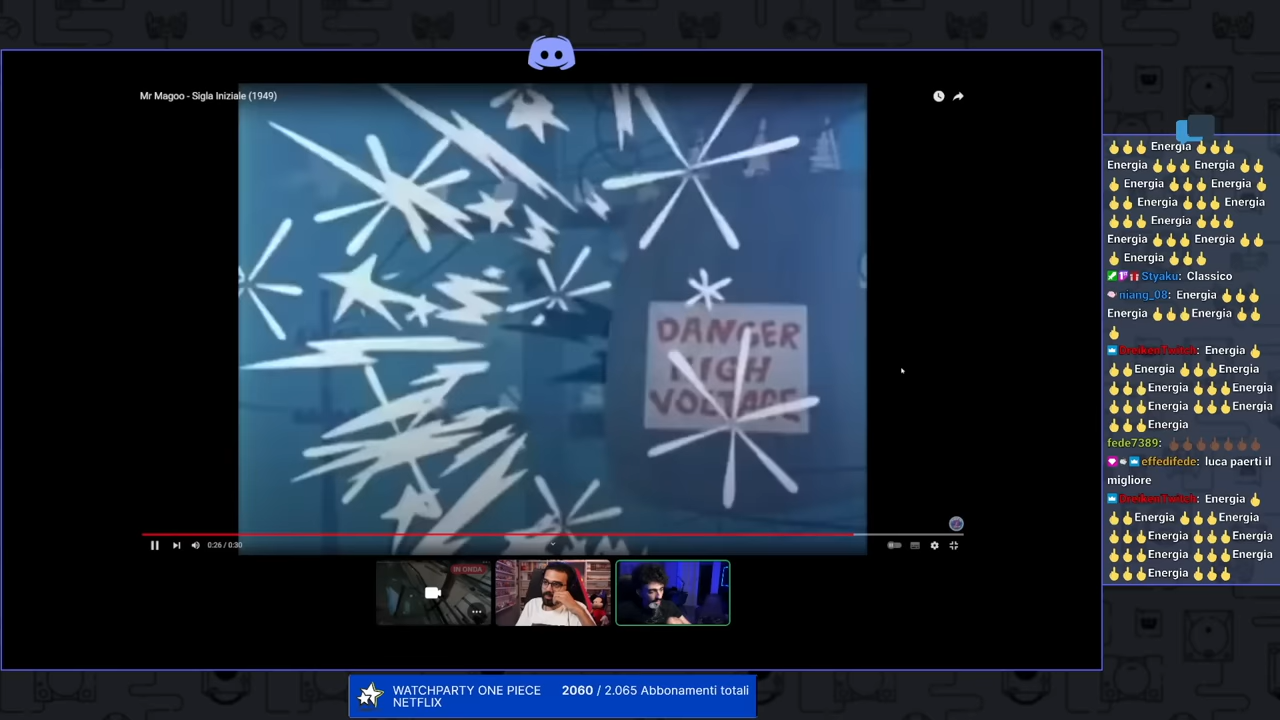 Mr Magoo - Sigla Iniziale (1949)
DANGER
HIGH
VOLTAGE
0:26 / 0:30
IN ONDA
👆👆👆 Energia 👆👆👆
Energia 👆👆👆 Energia 👆👆
👆 Energia 👆👆👆 Energia 👆
👆👆 Energia 👆👆👆 Energia
👆👆👆 Energia 👆👆👆
Energia 👆👆👆 Energia 👆👆
👆 Energia 👆👆👆
Styaku: Classico
niang_08: Energia 👆👆👆
Energia 👆👆👆Energia 👆👆
👆
DreikenTwitch: Energia 👆
👆👆Energia 👆👆👆Energia
👆👆👆Energia 👆👆👆Energia
👆👆👆Energia 👆👆👆Energia
👆👆👆Energia
fede7389: 👆🏾👆🏾👆🏾👆🏾👆🏾👆🏾👆🏾
effedifede: luca paerti il
migliore
DreikenTwitch: Energia 👆
👆👆Energia 👆👆👆Energia
👆👆👆Energia 👆👆👆Energia
👆👆👆Energia 👆👆👆Energia
👆👆👆Energia 👆👆👆
WATCHPARTY ONE PIECE
NETFLIX
2060 / 2.065 Abbonamenti totali